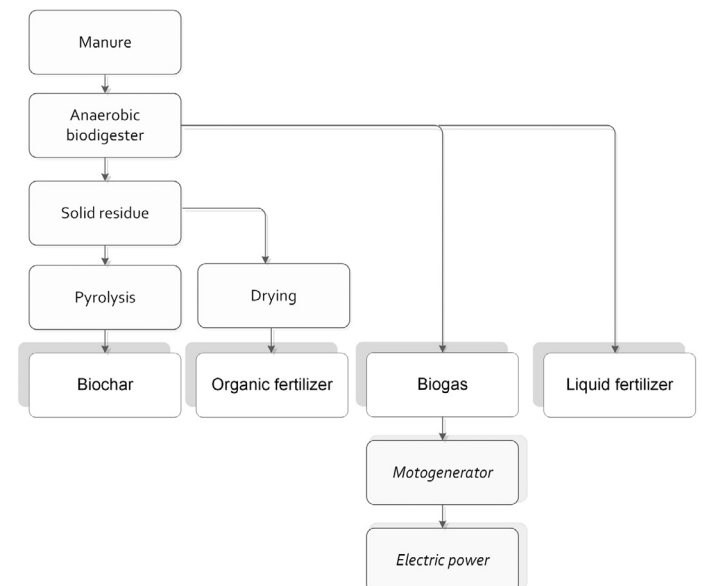 Manure
Anaerobic
biodigester
Solid residue
Pyrolysis
Drying
Biochar
Organic fertilizer
Biogas
Liquid fertilizer
Motogenerator
Electric power